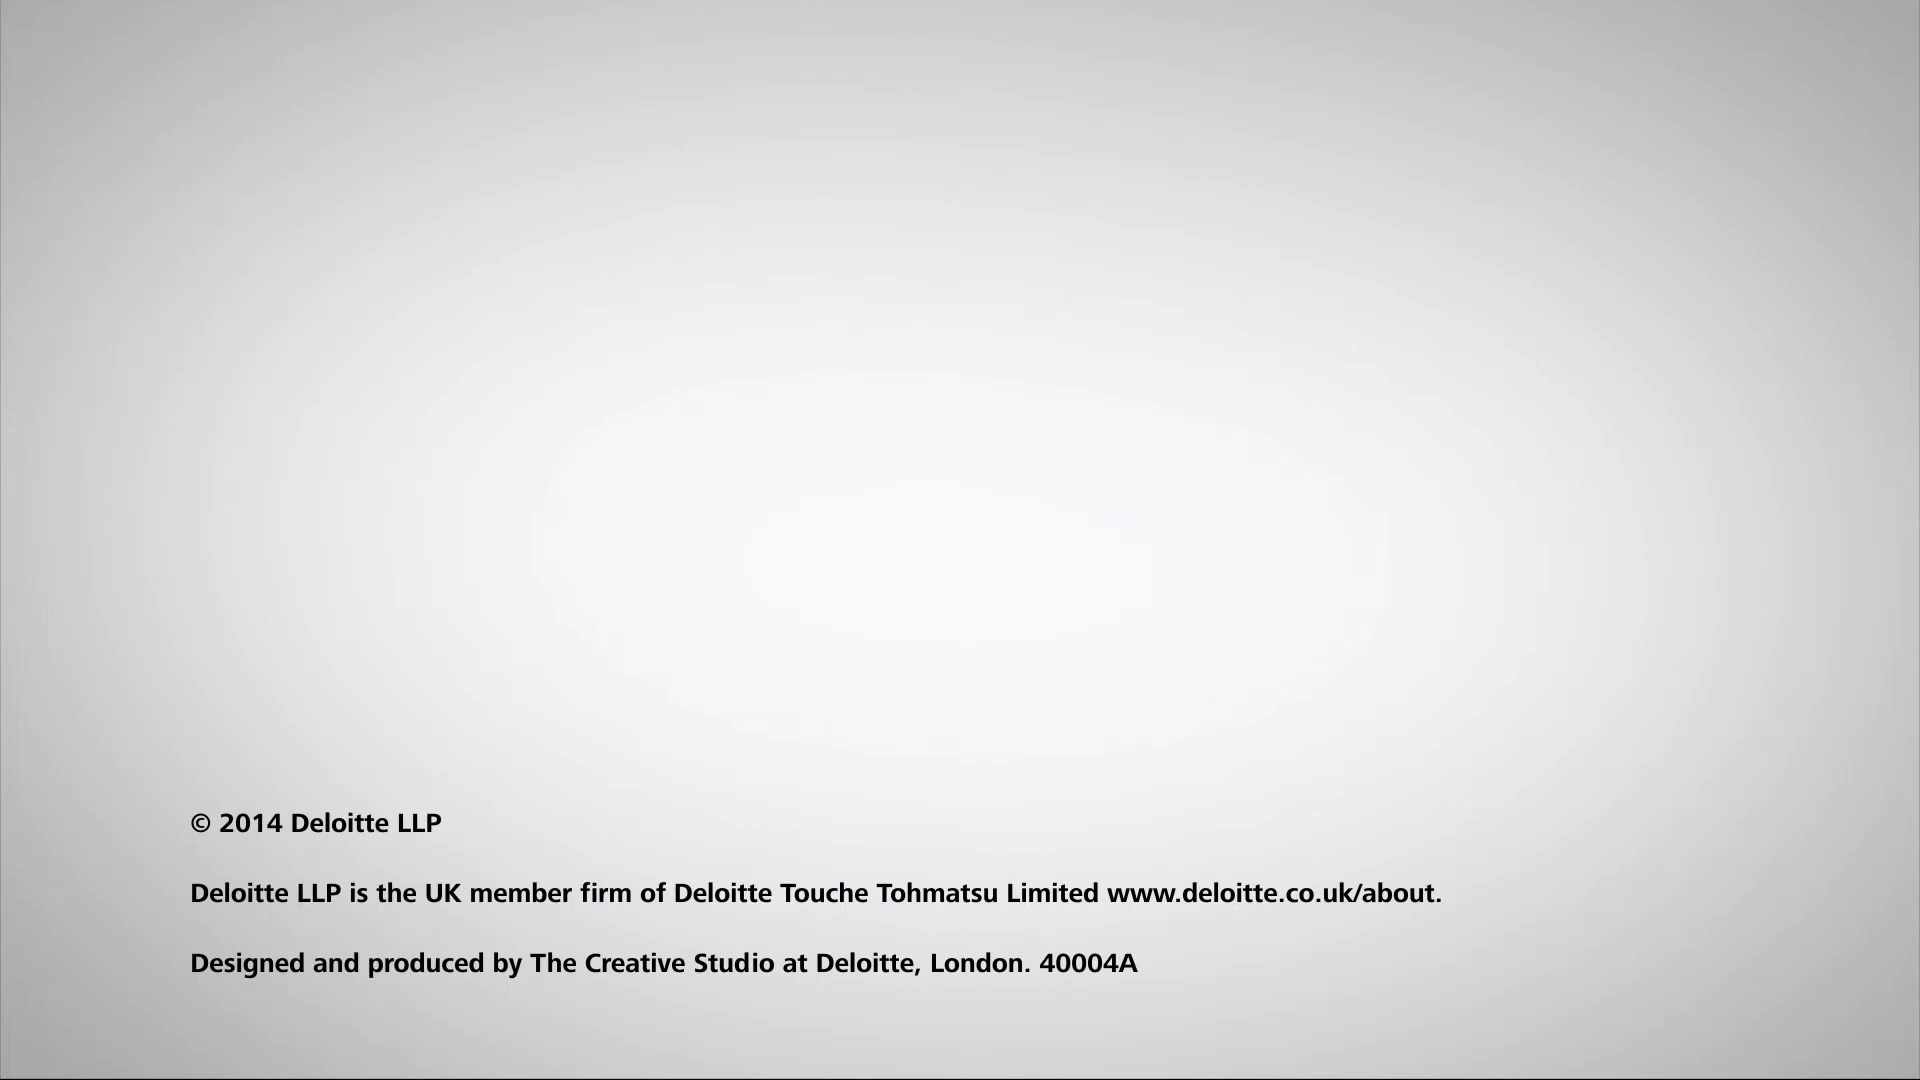 © 2014 Deloitte LLP
Deloitte LLP is the UK member firm of Deloitte Touche Tohmatsu Limited www.deloitte.co.uk/about.
Designed and produced by The Creative Studio at Deloitte, London. 40004A